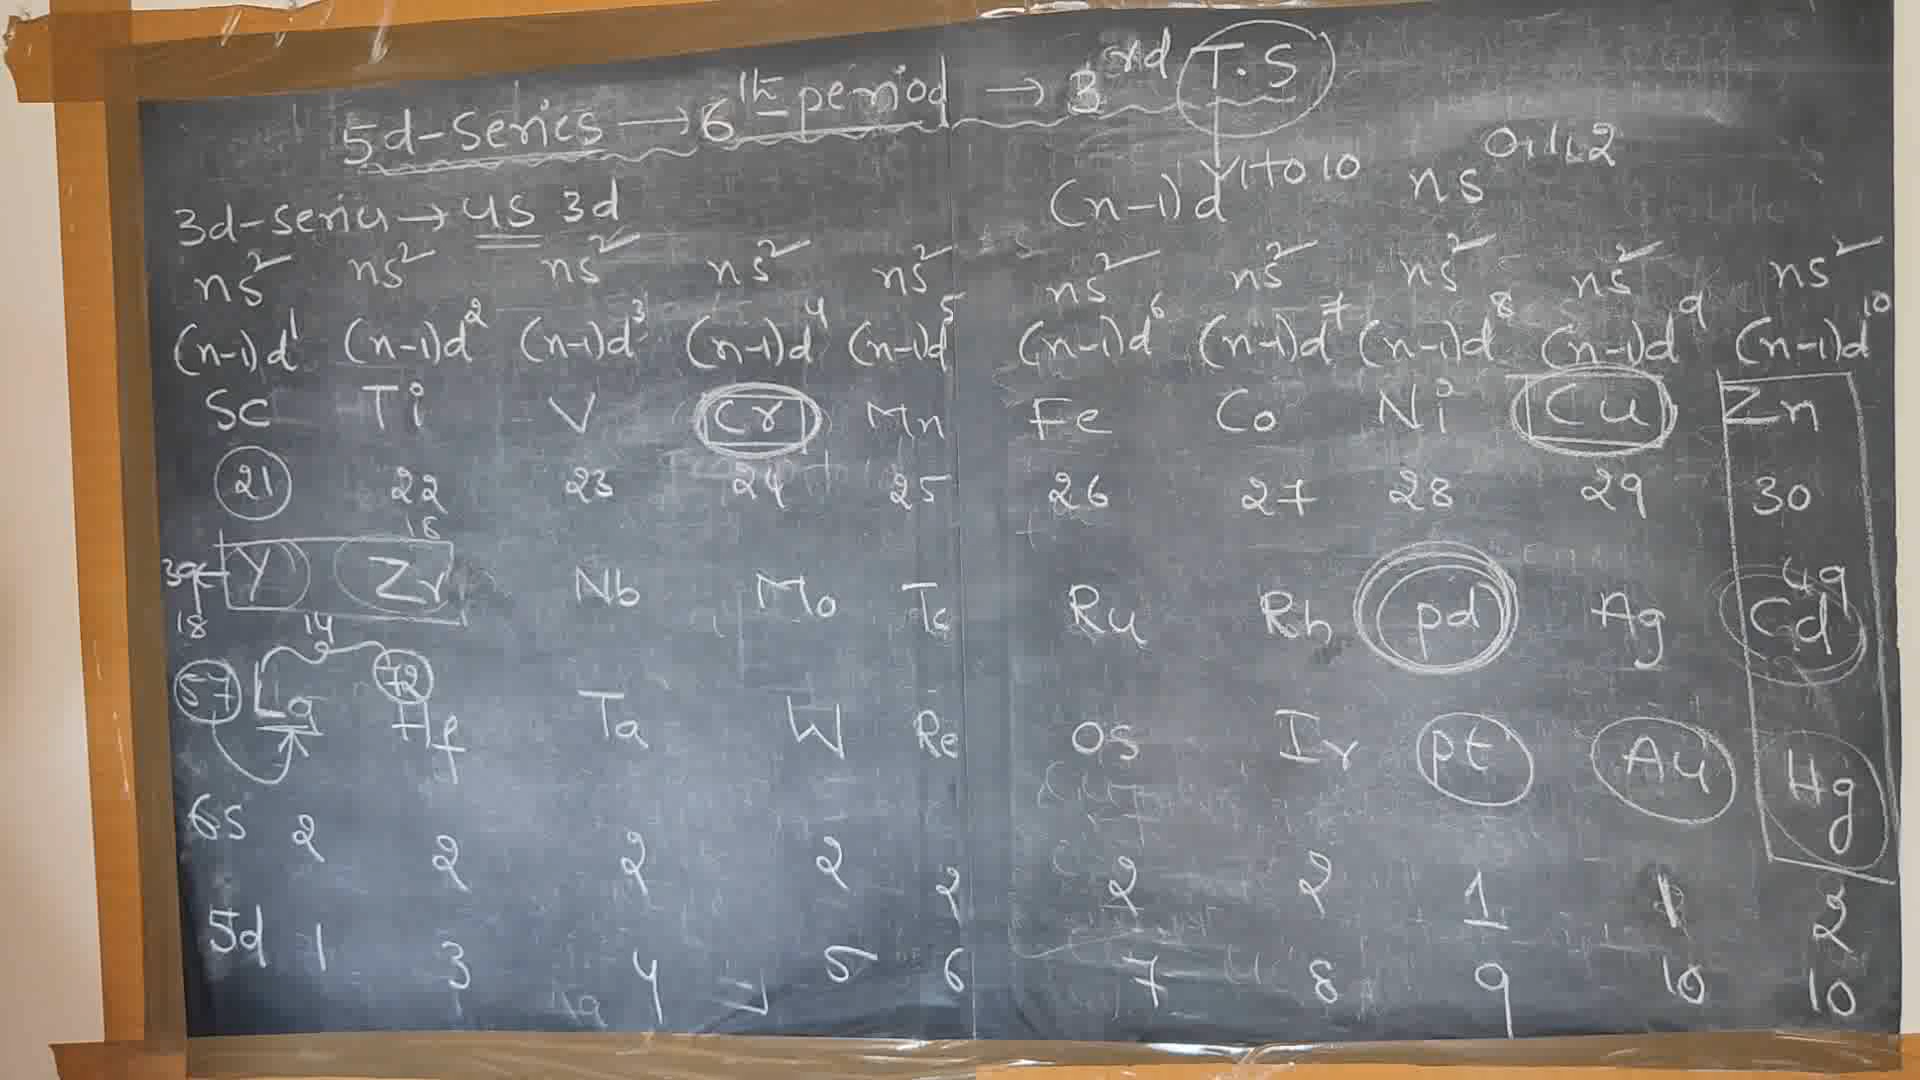 5d-series → 6th period → 3rd T.S
(n-1)d 1to10 ns 0,1,2
3d-series → 4s 3d
ns2 ns2 ns2 ns2 ns2 ns2 ns2 ns2 ns2 ns2
(n-1)d1 (n-1)d2 (n-1)d3 (n-1)d4 (n-1)d5 (n-1)d6 (n-1)d7 (n-1)d8 (n-1)d9 (n-1)d10
Sc Ti V Cr Mn Fe Co Ni Cu Zn
21 22 23 24 25 26 27 28 29 30
18
39 ← Y Zr Nb Mo Tc Ru Rh pd Ag Cd 49
18 14
57 La 72 Hf Ta W Re Os Ir pt Au Hg
6s 2 2 2 2 2 2 2 1 1 2
5d 1 3 4 5 6 7 8 9 10 10